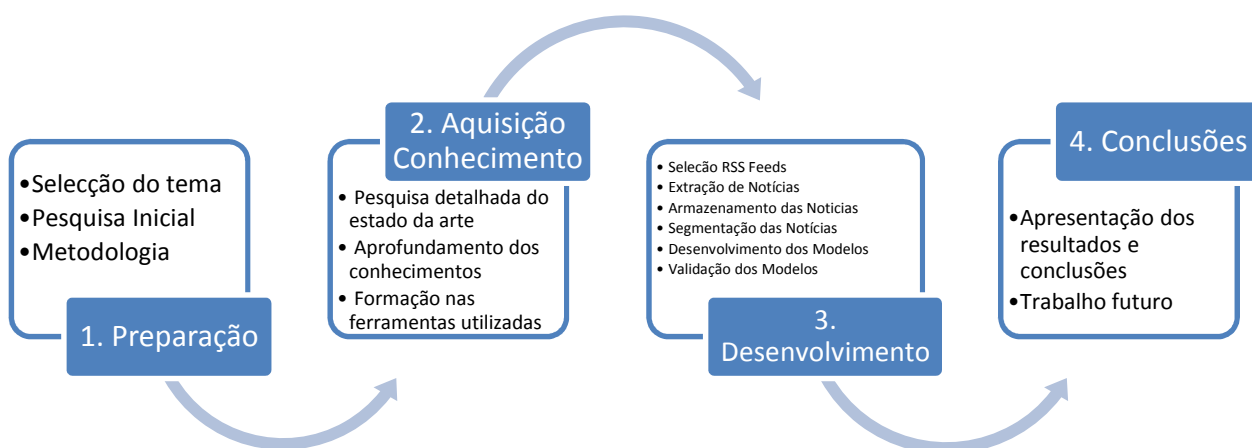 •Selecção do tema
•Pesquisa Inicial
•Metodologia
1. Preparação
2. Aquisição
Conhecimento
• Pesquisa detalhada do
estado da arte
• Aprofundamento dos
conhecimentos
• Formação nas
ferramentas utilizadas
• Selecão RSS Feeds
• Extração de Notícias
• Armazenamento das Noticias
• Segmentação das Notícias
• Desenvolvimento dos Modelos
• Validação dos Modelos
3.
Desenvolvimento
4. Conclusões
•Apresentação dos
resultados e
conclusões
•Trabalho futuro